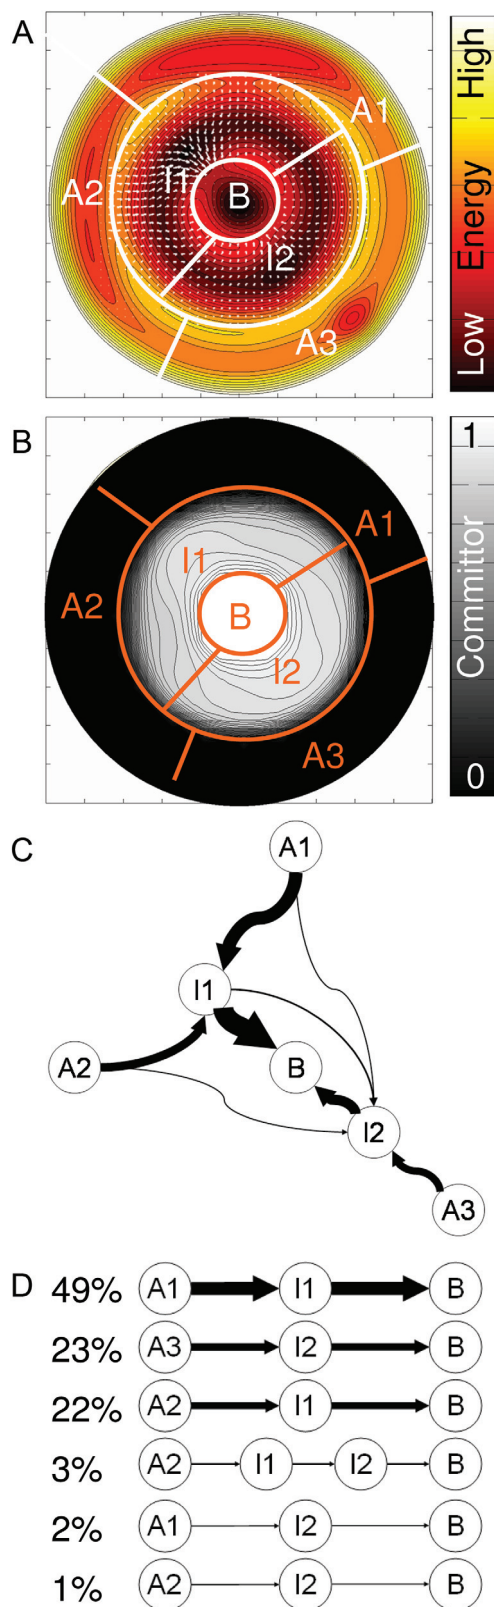 A
A1
A2
I1
B
I2
A3
High
Energy
Low
B
A1
I1
A2
B
I2
A3
1
Committor
0
C
A1
I1
A2
B
I2
A3
D
49% A1 I1 B
23% A3 I2 B
22% A2 I1 B
3% A2 I1 I2 B
2% A1 I2 B
1% A2 I2 B